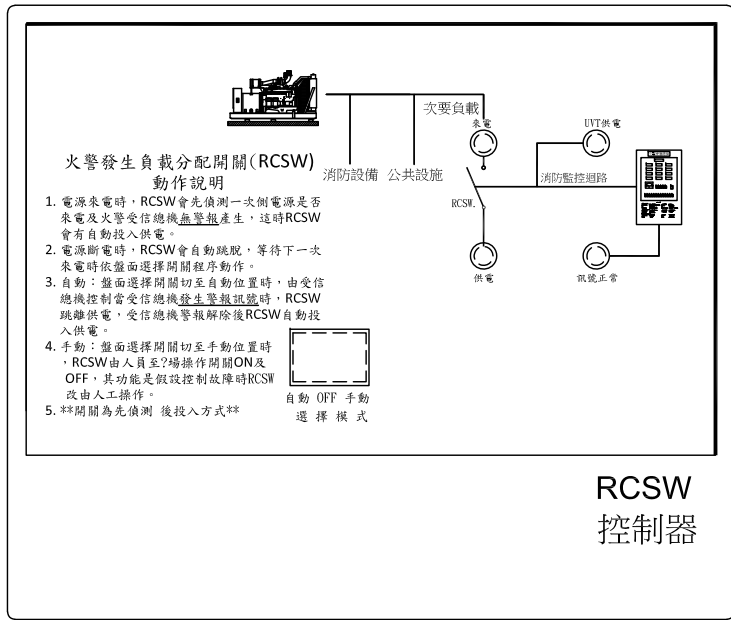 次要負載
來電
UVT供電
火警發生負載分配開關(RCSW)
動作說明
消防設備 公共設施
消防監控迴路
RCSW.
供電
訊號正常
1. 電源來電時，RCSW會先偵測一次側電源是否
來電及火警受信總機無警報產生，這時RCSW
會有自動投入供電。
2. 電源斷電時，RCSW會自動跳脫，等待下一次
來電時依盤面選擇開關程序動作。
3. 自動：盤面選擇開關切至自動位置時，由受信
總機控制當受信總機發生警報訊號時，RCSW
跳離供電，受信總機警報解除後RCSW自動投
入供電。
4. 手動：盤面選擇開關切至手動位置時
，RCSW由人員至?場操作開關ON及
OFF，其功能是假設控制故障時RCSW
改由人工操作。
5. **開關為先偵測 後投入方式**
自動 OFF 手動
選 擇 模 式
RCSW
控制器